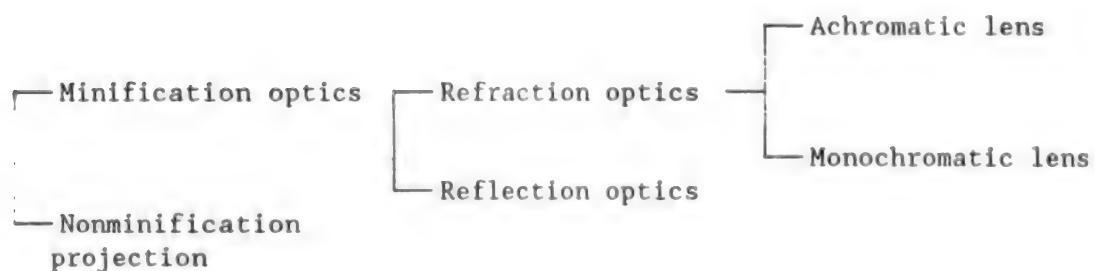 Achromatic lens
Minification optics
Refraction optics
Monochromatic lens
Reflection optics
Nonminification
projection